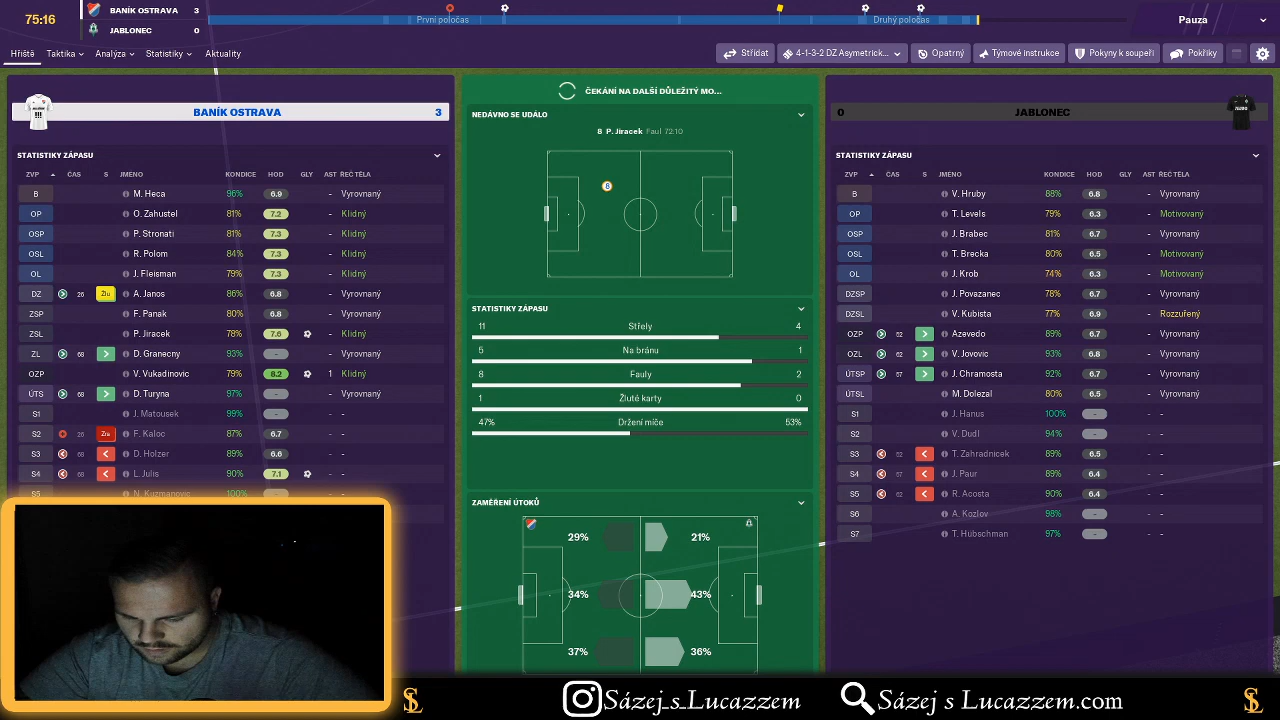 75:16
BANÍK OSTRAVA 3
JABLONEC 0
První poločas
Druhý poločas
Pauza
Hřiště Taktika Analýza Statistiky Aktuality
Střídat 4-1-3-2 DZ Asymetrick... Opatrný Týmové instrukce Pokyny k soupeři Pokřiky
BANÍK OSTRAVA 3
STATISTIKY ZÁPASU
ZVP ČAS S JMÉNO KONDICE HOD GLY AST ŘEČ TĚLA
B M. Heca 96% 6.9 - Vyrovnaný
OP O. Zahustel 81% 7.2 - Klidný
OSP P. Stronati 81% 7.3 - Klidný
OSL R. Polom 84% 7.3 - Klidný
OL J. Fleisman 79% 7.3 - Klidný
DZ 26 Žlu A. Janos 86% 6.8 - Vyrovnaný
ZSP F. Panak 80% 6.8 - Vyrovnaný
ZSL P. Jiracek 78% 7.6 - Klidný
ZL 68 D. Granecny 93% - - Vyrovnaný
OZP V. Vukadinovic 79% 8.2 1 Klidný
ÚTS 68 D. Turyna 97% - - Vyrovnaný
S1 J. Matousek 99% - - -
S2 26 Zra F. Kaloc 87% 6.7 - -
S3 68 D. Holzer 89% 6.6 - -
S4 68 L. Julis 90% 7.1 - -
S5 N. Kuzmanovic 100% - - -
ČEKÁNÍ NA DALŠÍ DŮLEŽITÝ MO...
NEDÁVNO SE UDÁLO
8 P. Jiracek Faul 72:10
8
STATISTIKY ZÁPASU
11 Střely 4
5 Na bránu 1
8 Fauly 2
1 Žluté karty 0
47% Držení míče 53%
ZAMĚŘENÍ ÚTOKŮ
29% 21%
34% 43%
37% 36%
0 JABLONEC
STATISTIKY ZÁPASU
ZVP ČAS S JMÉNO KONDICE HOD GLY AST ŘEČ TĚLA
B V. Hruby 88% 6.8 - Vyrovnaný
OP T. Levels 79% 6.3 - Motivovaný
OSP J. Brabec 81% 6.7 - Vyrovnaný
OSL T. Brecka 80% 6.5 - Motivovaný
OL J. Krob 74% 6.3 - Motivovaný
DZSP J. Povazanec 78% 6.7 - Vyrovnaný
DZSL V. Kubista 77% 6.9 - Rozzuřený
OZP 62 Azevedo 89% 6.7 - Vyrovnaný
OZL 62 V. Jovovic 93% 6.8 - Vyrovnaný
ÚTSP 57 J. Chramosta 92% 6.7 - Vyrovnaný
ÚTSL M. Dolezal 80% 6.5 - Vyrovnaný
S1 J. Hanus 100% - - -
S2 V. Dudl 94% - - -
S3 62 T. Zahradnicek 89% 6.5 - -
S4 57 J. Paur 89% 6.4 - -
S5 62 R. Acosta 90% 6.4 - -
S6 A. Kozlov 98% - - -
S7 T. Hübschman 97% - - -
Sázej_s_Lucazzem
Sázej s Lucazzem.com